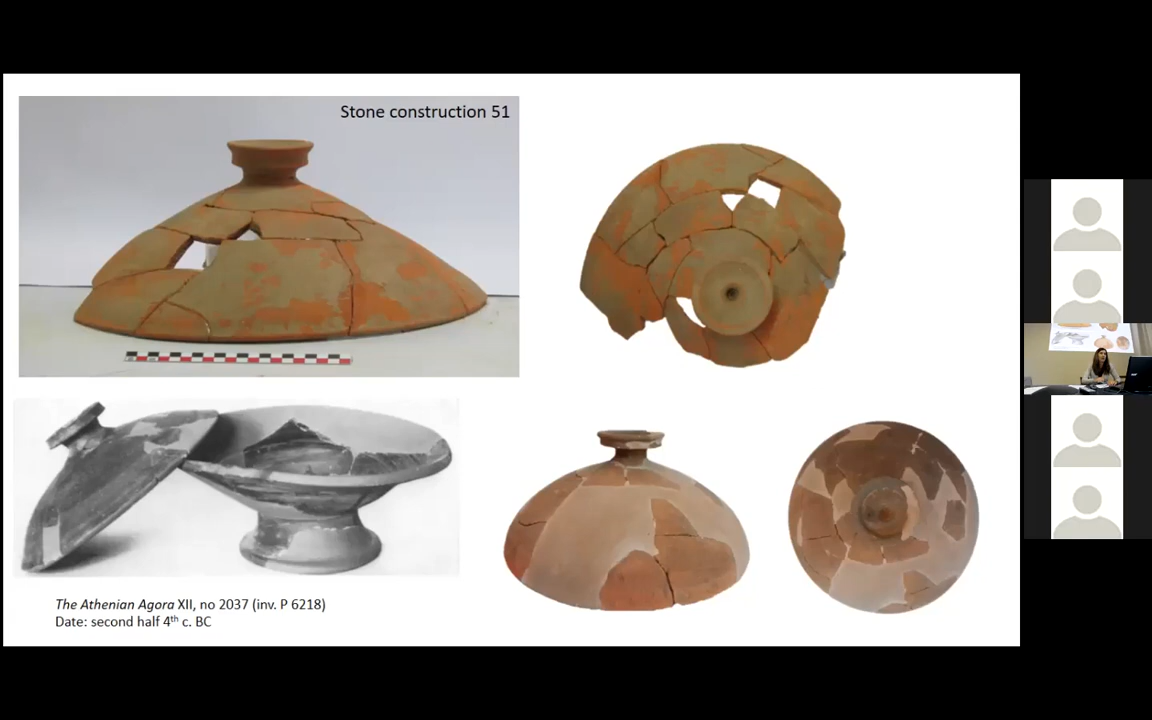 Stone construction 51
The Athenian Agora XII, no 2037 (inv. P 6218)
Date: second half 4th c. BC